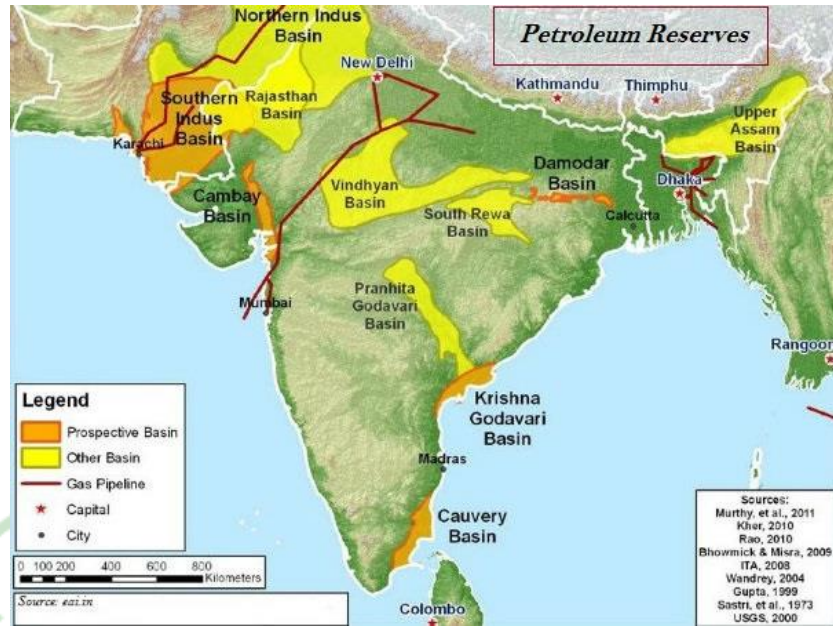 Petroleum Reserves
Northern Indus
Basin
New Delhi
Kathmandu
Thimphu
Southern
Indus
Basin
Rajasthan
Basin
Karachi
Upper
Assam
Basin
Cambay
Basin
Vindhyan
Basin
Damodar
Basin
South Rewa
Basin
Dhaka
Calcutta
Mumbai
Pranhita
Godavari
Basin
Rangoon
Krishna
Godavari
Basin
Madras
Cauvery
Basin
Colombo
Legend
Prospective Basin
Other Basin
Gas Pipeline
Capital
City
0 100 200 400 600 800
Kilometers
Source: eai.in
Sources:
Murthy, et al., 2011
Kher, 2010
Rao, 2010
Bhowmick & Misra, 2009
ITA, 2008
Wandrey, 2004
Gupta, 1999
Sastri, et al., 1973
USGS, 2000